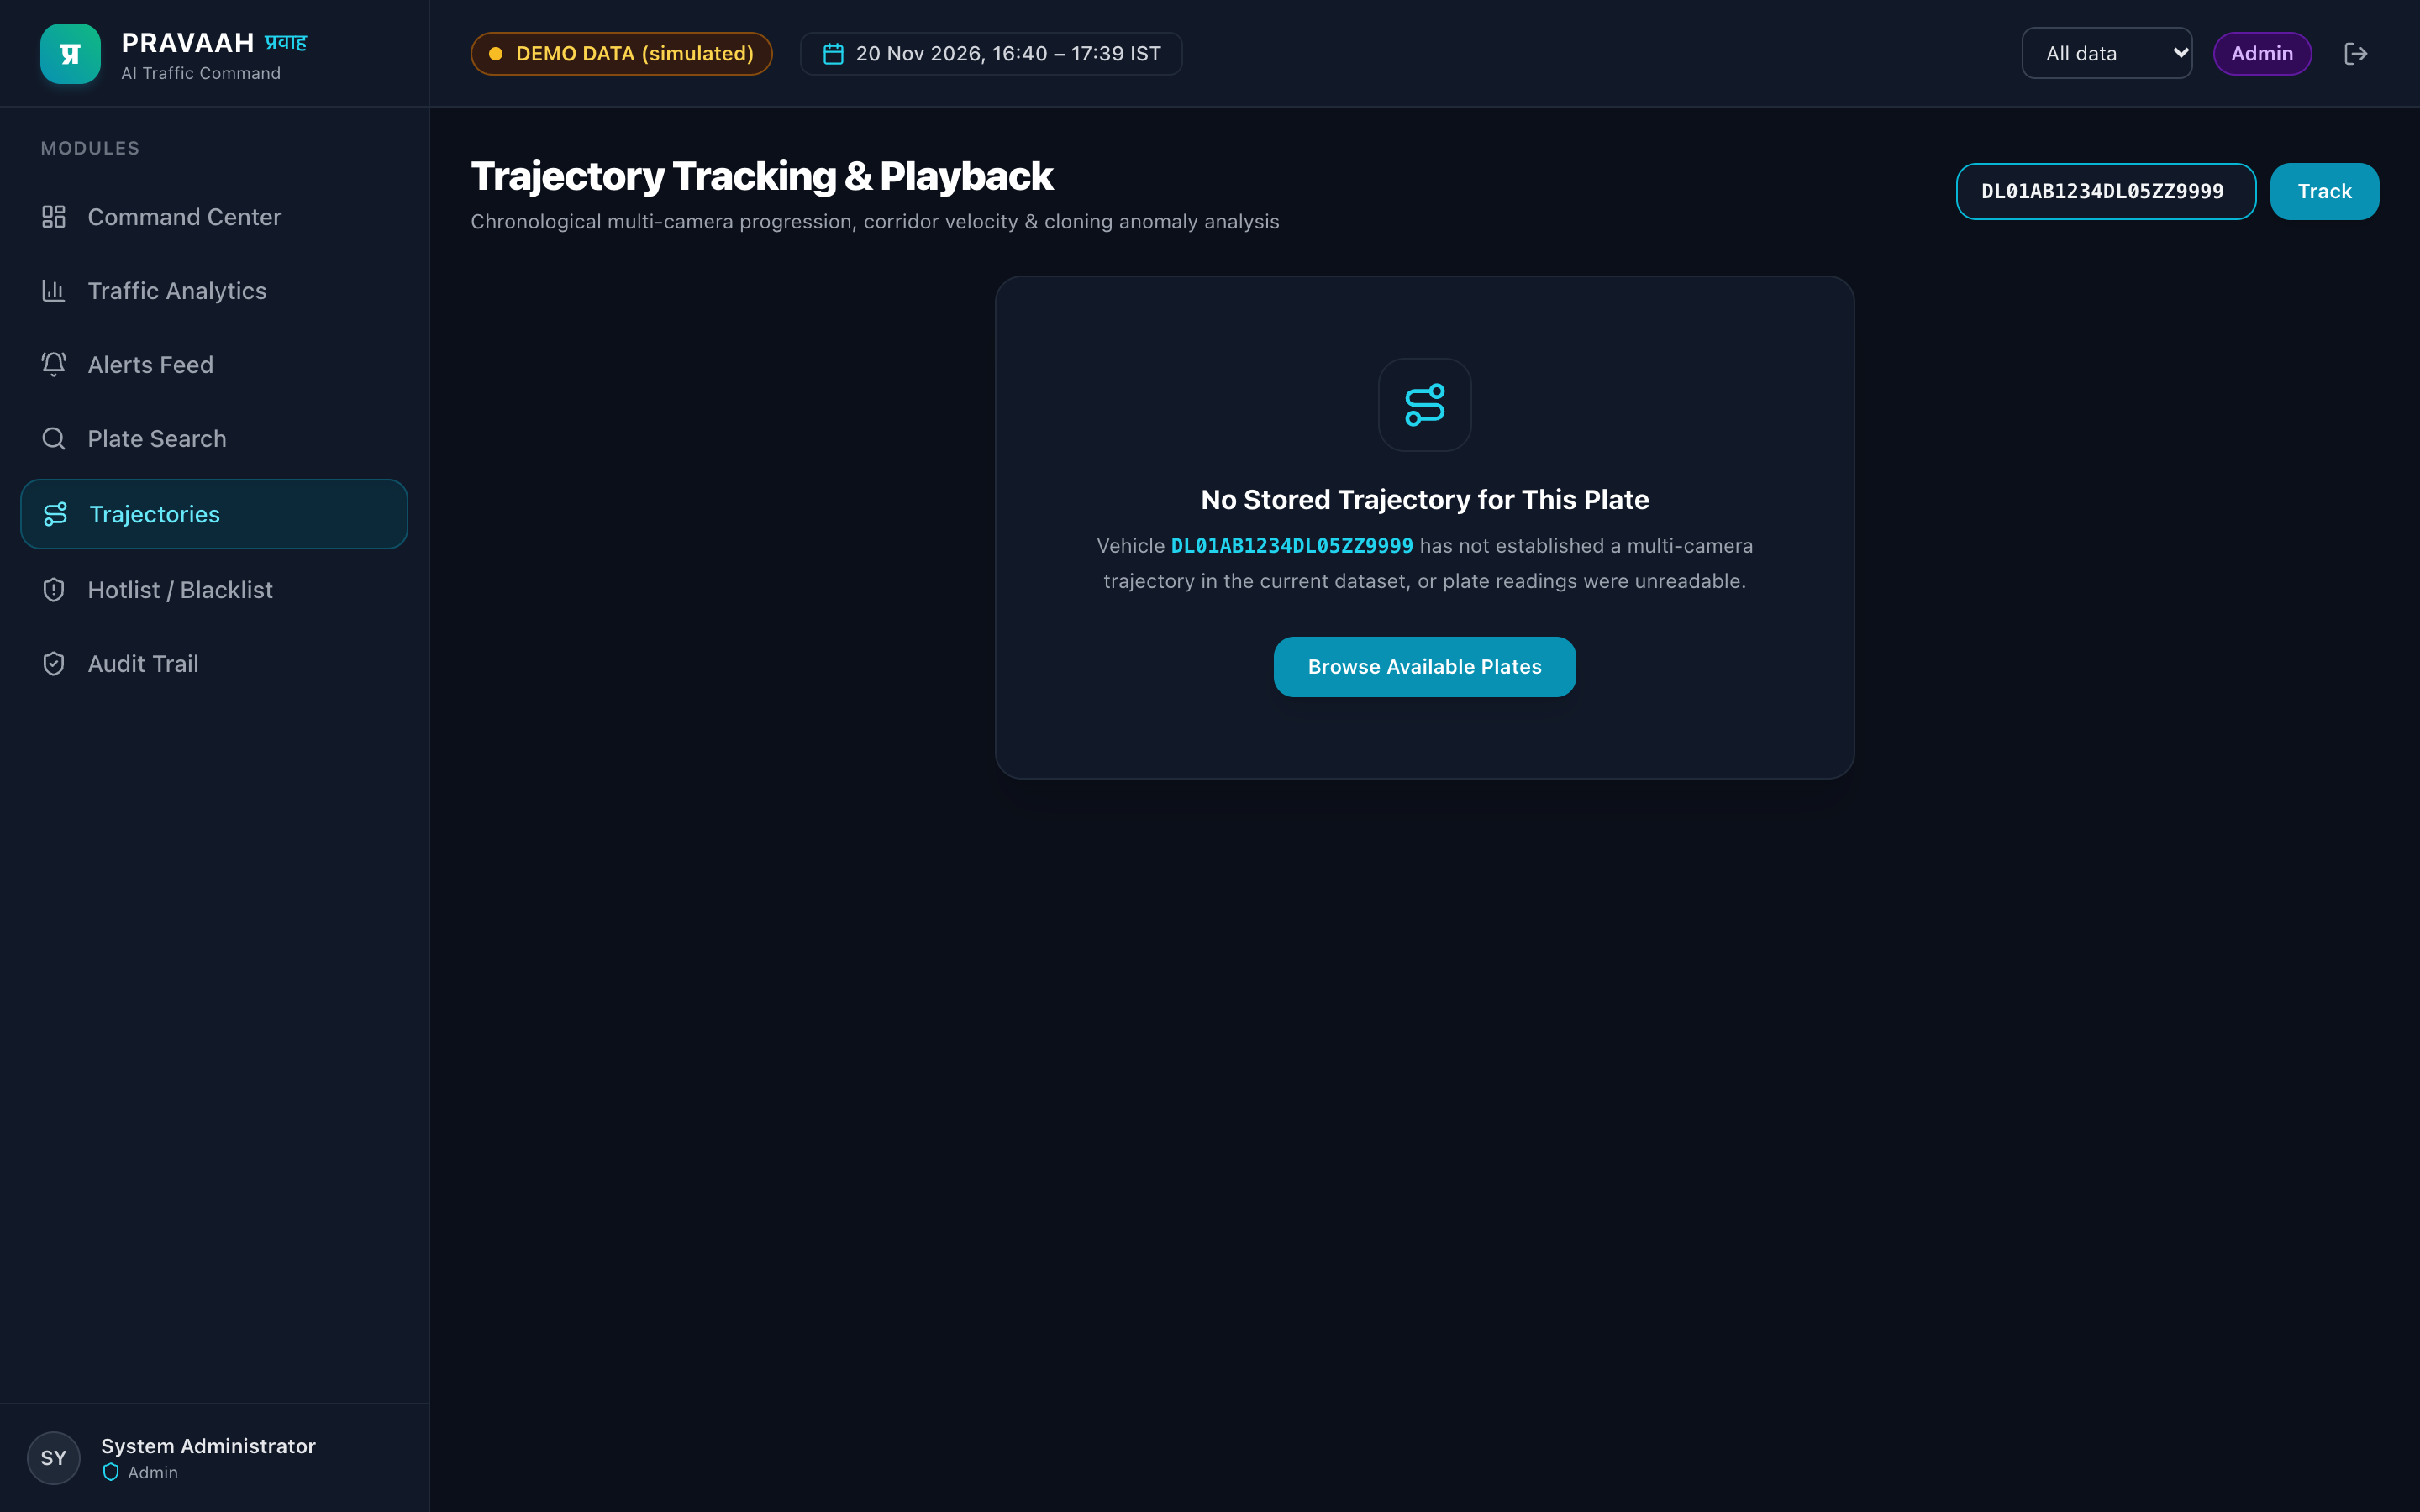 प्र
PRAVAAH प्रवाह
AI Traffic Command
DEMO DATA (simulated)
20 Nov 2026, 16:40 – 17:39 IST
All data
Admin
MODULES
Command Center
Traffic Analytics
Alerts Feed
Plate Search
Trajectories
Hotlist / Blacklist
Audit Trail
SY
System Administrator
Admin
Trajectory Tracking & Playback
Chronological multi-camera progression, corridor velocity & cloning anomaly analysis
DL01AB1234DL05ZZ9999
Track
No Stored Trajectory for This Plate
Vehicle DL01AB1234DL05ZZ9999 has not established a multi-camera
trajectory in the current dataset, or plate readings were unreadable.
Browse Available Plates